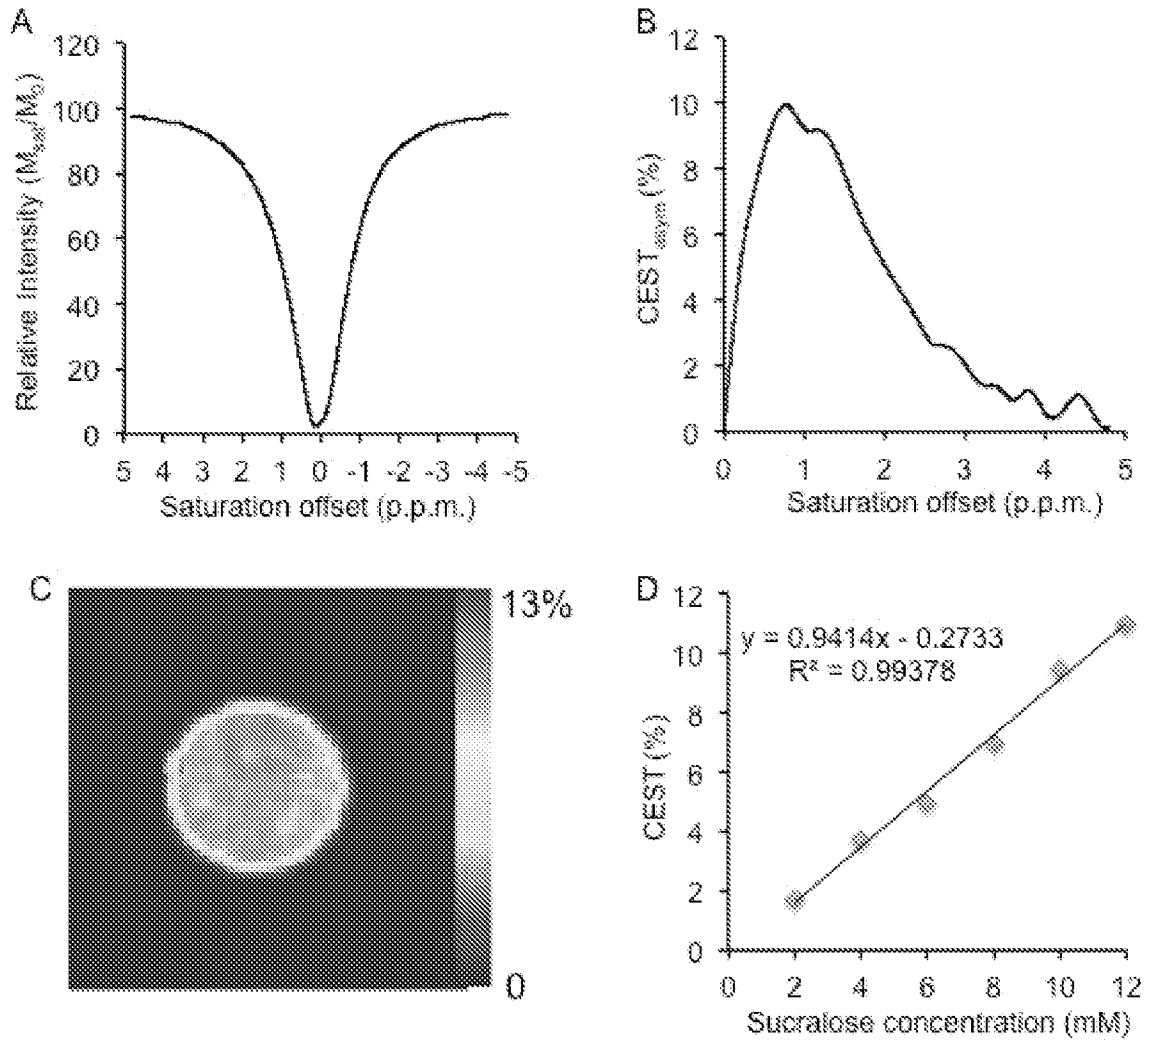 A
120
100
80
60
40
20
0
Relative Intensity (Msat/M0)
5 4 3 2 1 0 -1 -2 -3 -4 -5
Saturation offset (p.p.m.)
B
12
10
8
6
4
2
0
CESTasym (%)
0 1 2 3 4 5
Saturation offset (p.p.m.)
C
13%
0
D
12
10
8
6
4
2
0
CEST (%)
y = 0.9414x - 0.2733
R² = 0.99378
0 2 4 6 8 10 12
Sucralose concentration (mM)